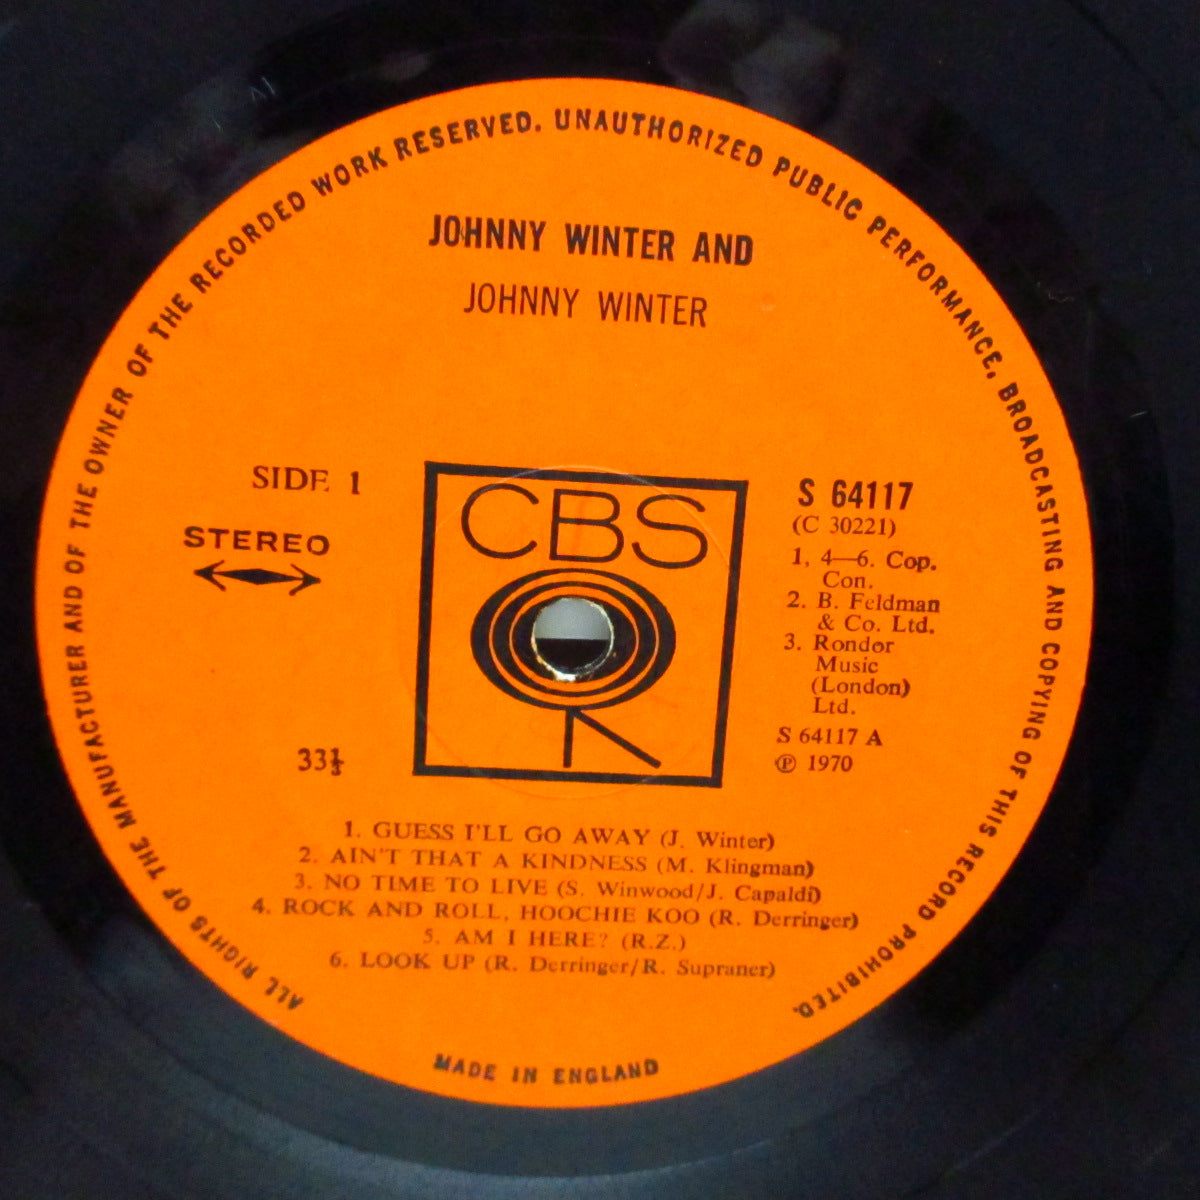 ALL RIGHTS OF THE MANUFACTURER AND OF THE OWNER OF THE RECORDED WORK RESERVED. UNAUTHORIZED PUBLIC PERFORMANCE, BROADCASTING AND COPYING OF THIS RECORD PROHIBITED.
JOHNNY WINTER AND
JOHNNY WINTER
SIDE 1
STEREO
33⅓
CBS
S 64117
(C 30221)
1, 4—6. Cop.
Con.
2. B. Feldman
& Co. Ltd.
3. Rondor
Music
(London)
Ltd.
S 64117 A
℗ 1970
1. GUESS I'LL GO AWAY (J. Winter)
2. AIN'T THAT A KINDNESS (M. Klingman)
3. NO TIME TO LIVE (S. Winwood/J. Capaldi)
4. ROCK AND ROLL, HOOCHIE KOO (R. Derringer)
5. AM I HERE? (R.Z.)
6. LOOK UP (R. Derringer/R. Supraner)
MADE IN ENGLAND